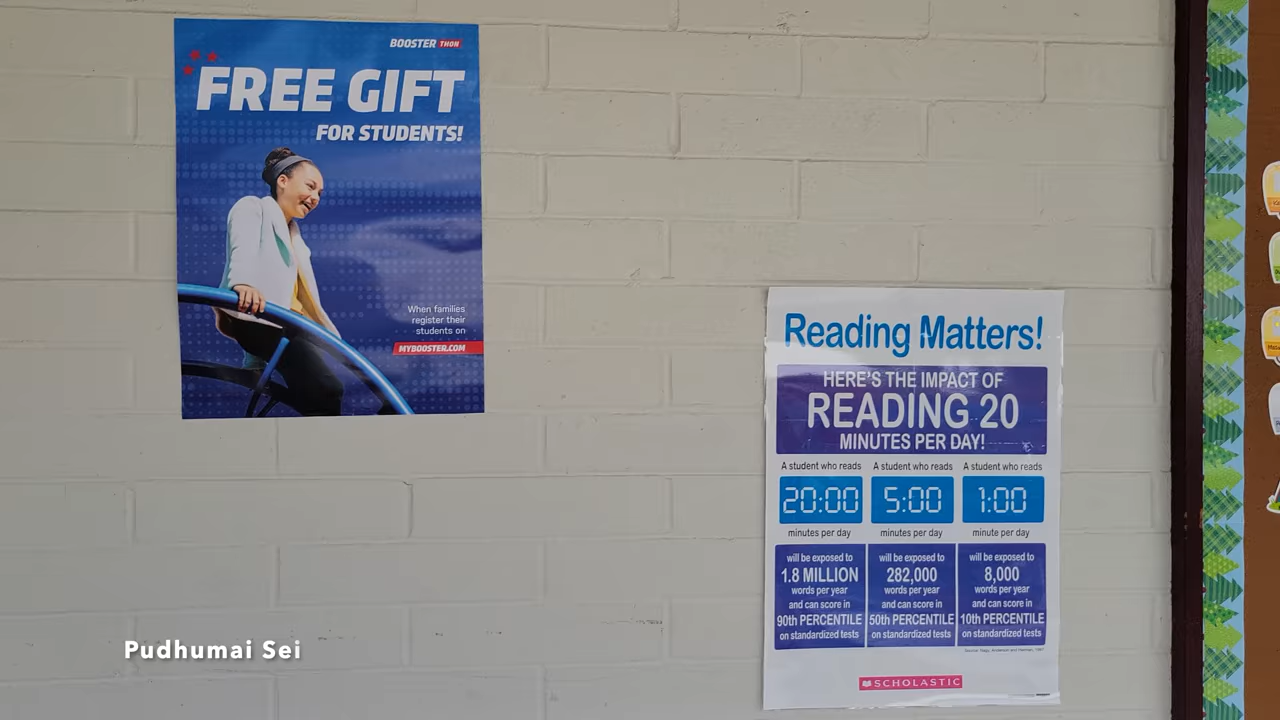 BOOSTER THON
FREE GIFT
FOR STUDENTS!
When families
register their
students on
MYBOOSTER.COM
Reading Matters!
HERE'S THE IMPACT OF
READING 20
MINUTES PER DAY!
A student who reads
20:00
minutes per day
will be exposed to
1.8 MILLION
words per year
and can score in
90th PERCENTILE
on standardized tests
A student who reads
5:00
minutes per day
will be exposed to
282,000
words per year
and can score in
50th PERCENTILE
on standardized tests
A student who reads
1:00
minute per day
will be exposed to
8,000
words per year
and can score in
10th PERCENTILE
on standardized tests
SCHOLASTIC
Pudhumai Sei